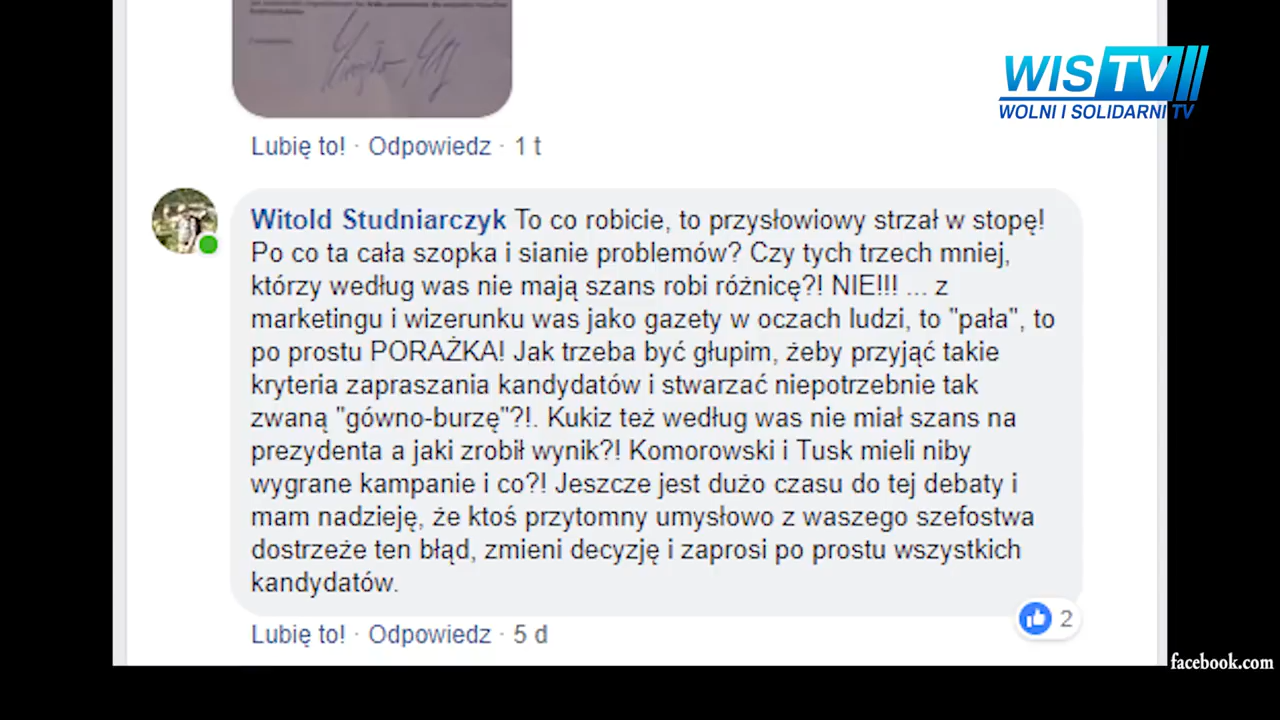 WIS TV
WOLNI I SOLIDARNI TV
Lubię to! · Odpowiedz · 1 t
Witold Studniarczyk To co robicie, to przysłowiowy strzał w stopę!
Po co ta cała szopka i sianie problemów? Czy tych trzech mniej,
którzy według was nie mają szans robi różnicę?! NIE!!! ... z
marketingu i wizerunku was jako gazety w oczach ludzi, to "pała", to
po prostu PORAŻKA! Jak trzeba być głupim, żeby przyjąć takie
kryteria zapraszania kandydatów i stwarzać niepotrzebnie tak
zwaną "gówno-burzę"?!. Kukiz też według was nie miał szans na
prezydenta a jaki zrobił wynik?! Komorowski i Tusk mieli niby
wygrane kampanie i co?! Jeszcze jest dużo czasu do tej debaty i
mam nadzieję, że ktoś przytomny umysłowo z waszego szefostwa
dostrzeże ten błąd, zmieni decyzję i zaprosi po prostu wszystkich
kandydatów.
2
Lubię to! · Odpowiedz · 5 d
facebook.com